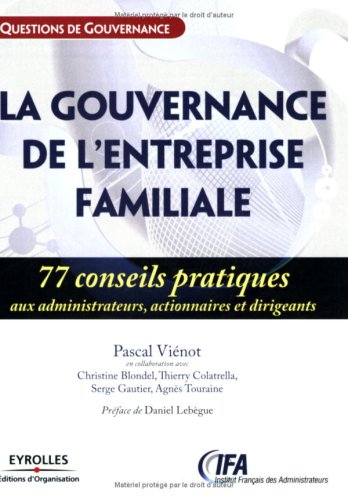 Matériel protégé par le droit d'auteur
QUESTIONS DE GOUVERNANCE
LA GOUVERNANCE
DE L'ENTREPRISE
FAMILIALE
77 conseils pratiques
aux administrateurs, actionnaires et dirigeants
Pascal Viénot
en collaboration avec
Christine Blondel, Thierry Colatrella,
Serge Gautier, Agnès Touraine
Préface de Daniel Lebègue
EYROLLES
Éditions d'Organisation
IFA
Institut Français des Administrateurs
Matériel protégé par le droit d'auteur